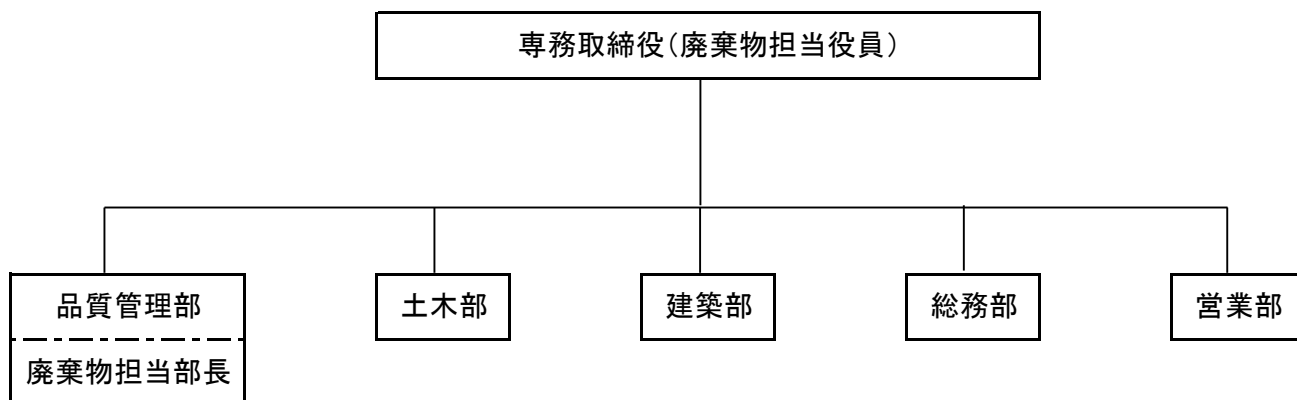 専務取締役（廃棄物担当役員）
品質管理部
廃棄物担当部長
土木部
建築部
総務部
営業部